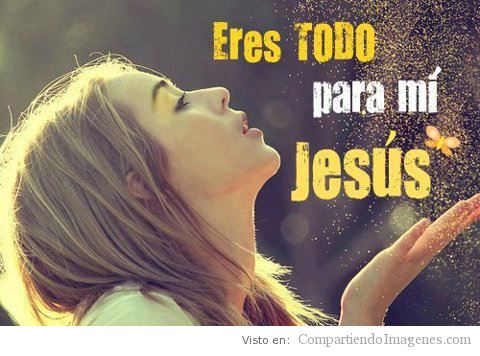 Eres TODO
para mí
Jesús
Visto en: CompartiendoImagenes.com